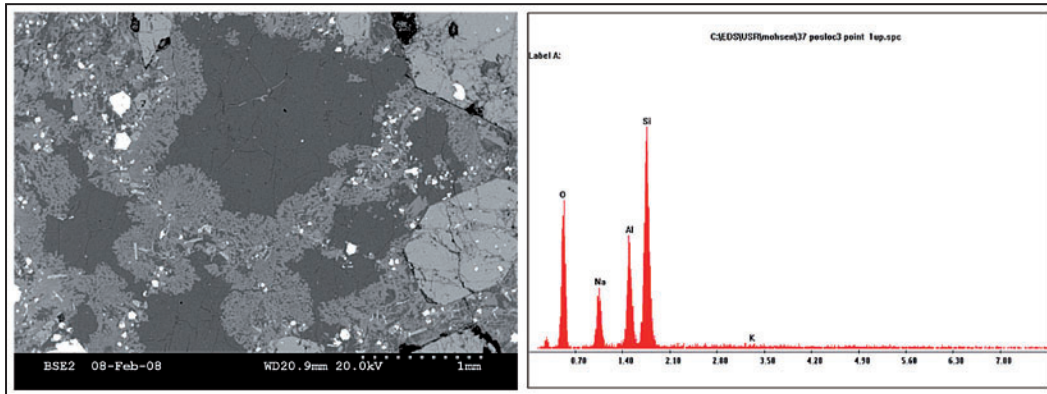 BSE2 08-Feb-08 WD20.9mm 20.0kV 1mm
C:\EDS\USR\mohsen\37 posloc3 point 1up.spc
Label A:
Si
O
Al
Na
K
0.70 1.40 2.10 2.80 3.50 4.20 4.90 5.60 6.30 7.00